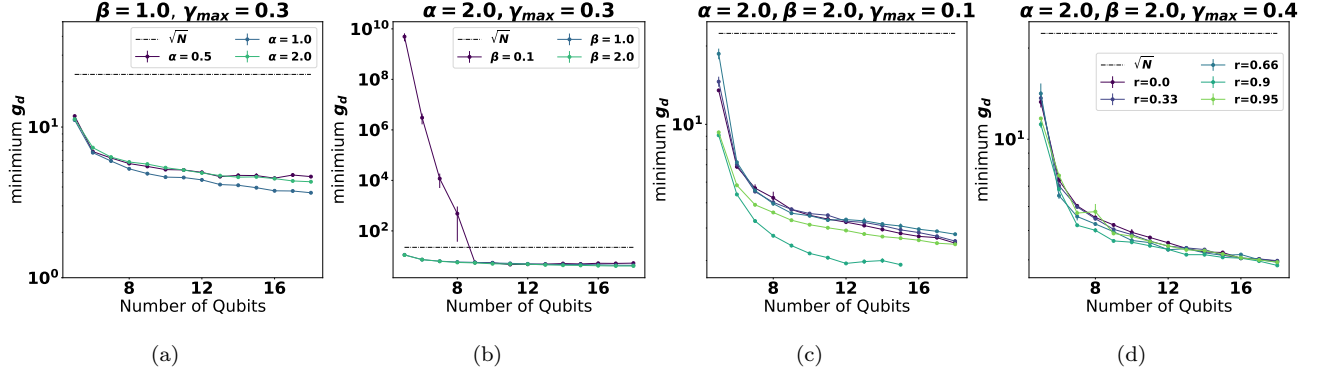 β = 1.0, γmax = 0.3
minimium gd
10¹
10⁰
8
12
16
Number of Qubits
√N
α = 0.5
α = 1.0
α = 2.0
(a)
α = 2.0, γmax = 0.3
minimium gd
10¹⁰
10⁸
10⁶
10⁴
10²
8
12
16
Number of Qubits
√N
β = 0.1
β = 1.0
β = 2.0
(b)
α = 2.0, β = 2.0, γmax = 0.1
minimum gd
10¹
8
12
16
Number of Qubits
(c)
α = 2.0, β = 2.0, γmax = 0.4
minimum gd
10¹
8
12
16
Number of Qubits
√N
r=0.0
r=0.33
r=0.66
r=0.9
r=0.95
(d)